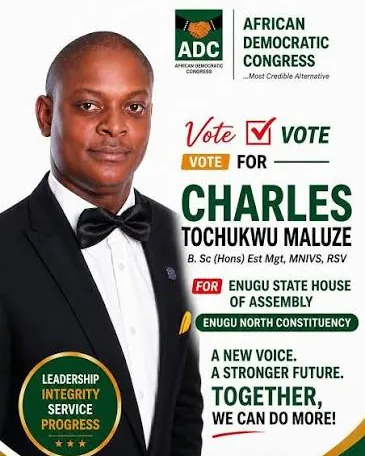 ADC
AFRICAN DEMOCRATIC
CONGRESS
AFRICAN
DEMOCRATIC
CONGRESS
...Most Credible Alternative
Vote VOTE
VOTE FOR
CHARLES
TOCHUKWU MALUZE
B. Sc (Hons) Est Mgt, MNIVS, RSV
FOR ENUGU STATE HOUSE
OF ASSEMBLY
ENUGU NORTH CONSTITUENCY
A NEW VOICE.
A STRONGER FUTURE.
TOGETHER,
WE CAN DO MORE!
LEADERSHIP
INTEGRITY
SERVICE
PROGRESS